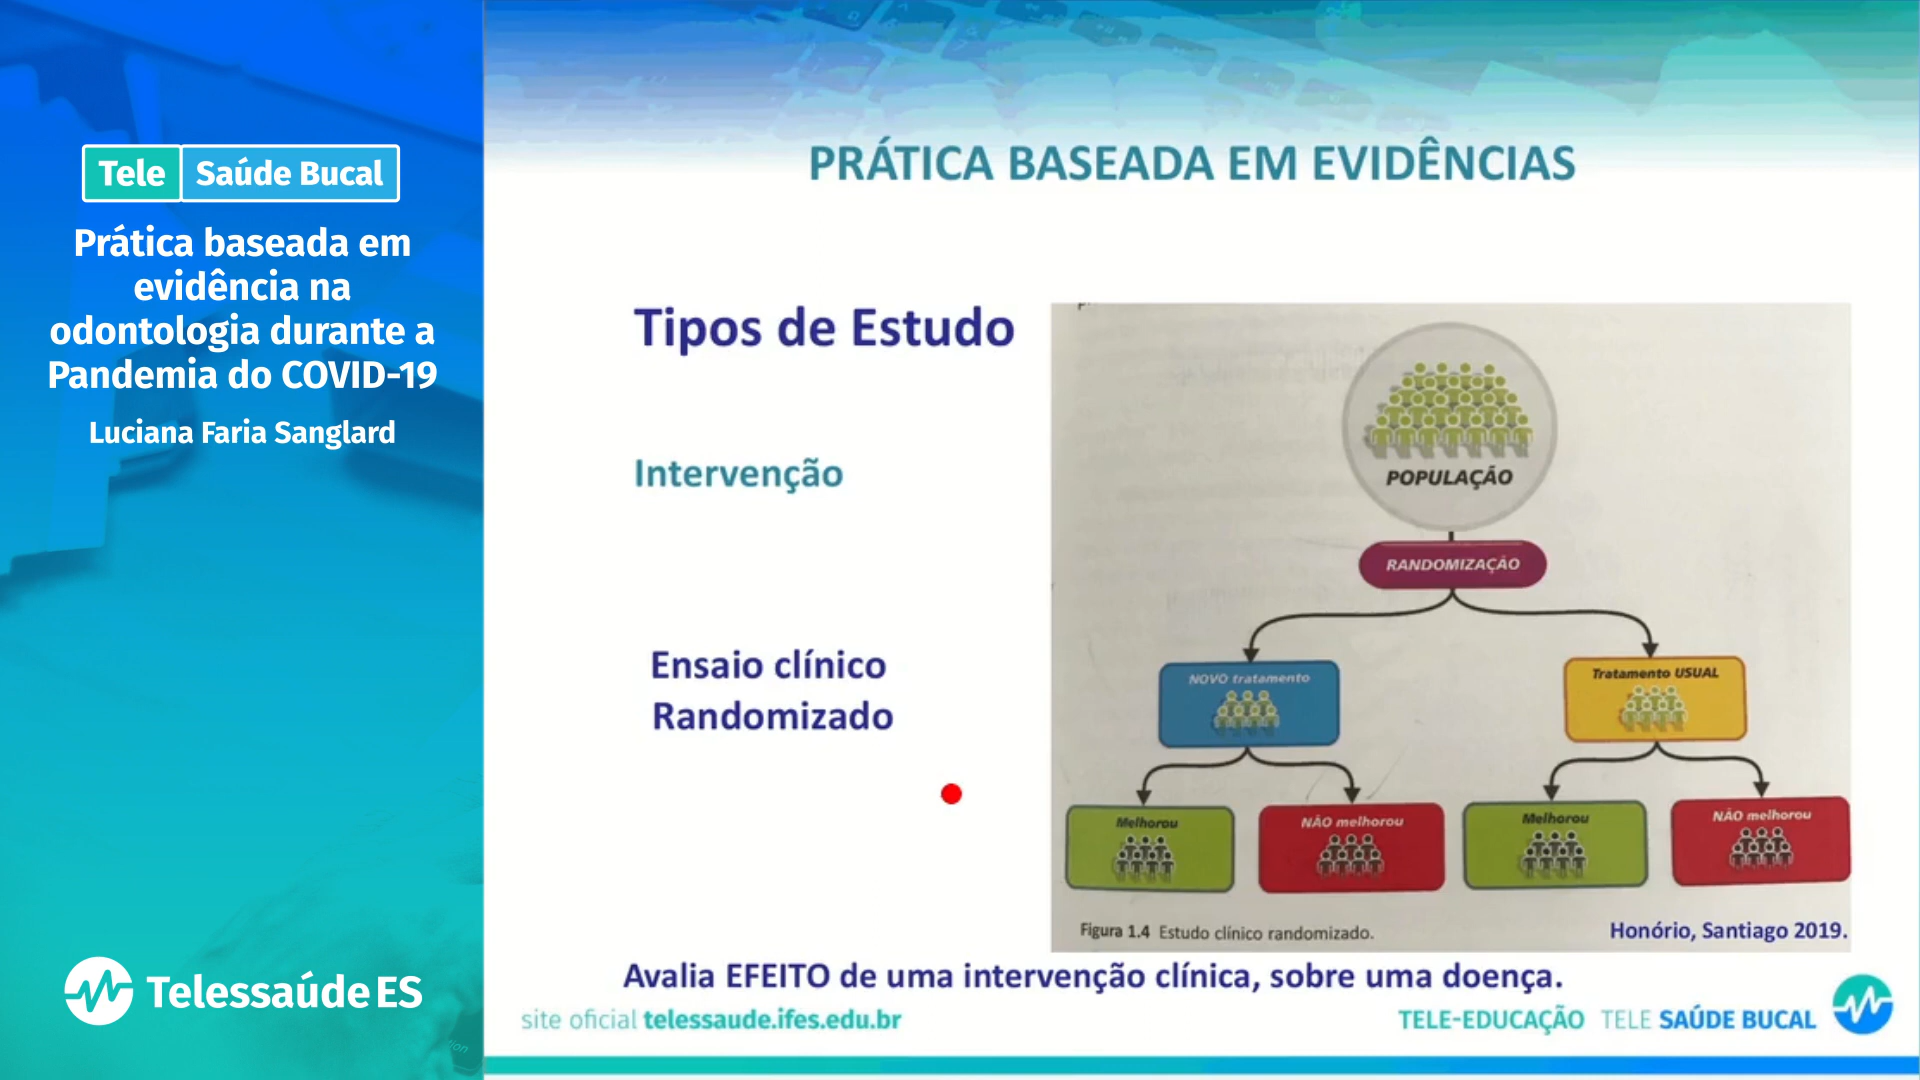 Tele Saúde Bucal
Prática baseada em
evidência na
odontologia durante a
Pandemia do COVID-19
Luciana Faria Sanglard
Telessaúde ES
PRÁTICA BASEADA EM EVIDÊNCIAS
Tipos de Estudo
Intervenção
Ensaio clínico
Randomizado
POPULAÇÃO
RANDOMIZAÇÃO
NOVO tratamento
Tratamento USUAL
Melhorou
NÃO melhorou
Melhorou
NÃO melhorou
Figura 1.4 Estudo clínico randomizado.
Honório, Santiago 2019.
Avalia EFEITO de uma intervenção clínica, sobre uma doença.
site oficial telessaude.ifes.edu.br
TELE-EDUCAÇÃO TELE SAÚDE BUCAL